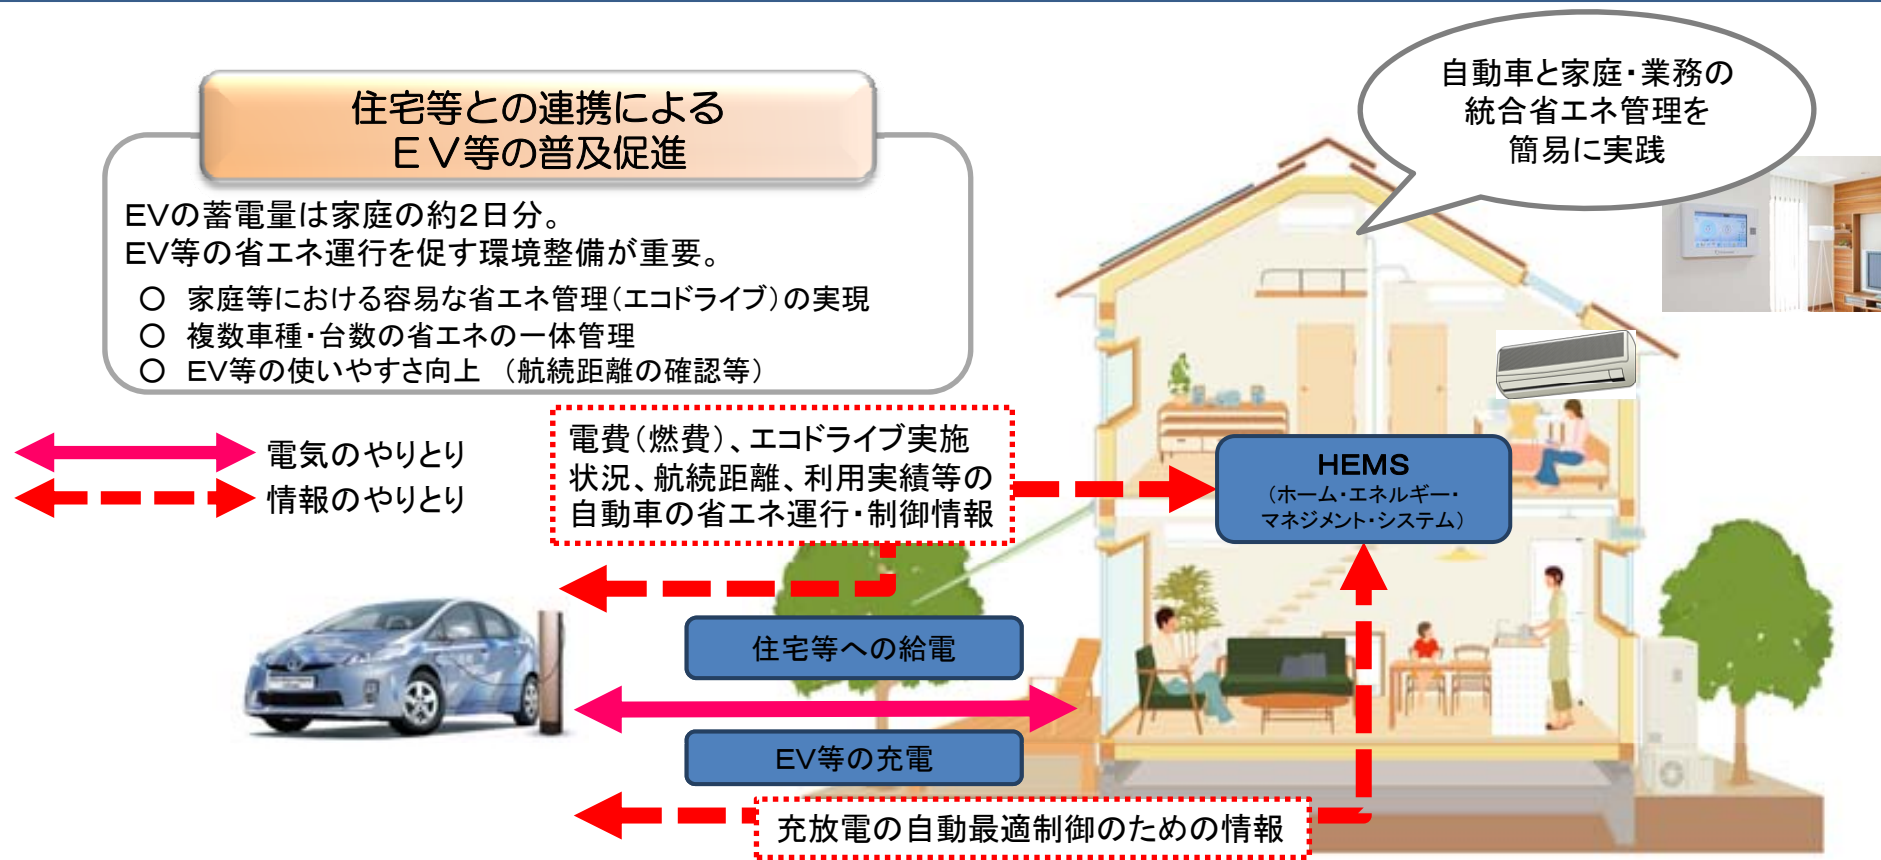 住宅等との連携による
EV等の普及促進
EVの蓄電量は家庭の約2日分。
EV等の省エネ運行を促す環境整備が重要。
○ 家庭等における容易な省エネ管理(エコドライブ)の実現
○ 複数車種・台数の省エネの一体管理
○ EV等の使いやすさ向上 (航続距離の確認等)
自動車と家庭・業務の
統合省エネ管理を
簡易に実践
電気のやりとり
情報のやりとり
電費(燃費)、エコドライブ実施
状況、航続距離、利用実績等の
自動車の省エネ運行・制御情報
HEMS
(ホーム・エネルギー・
マネジメント・システム)
住宅等への給電
EV等の充電
充放電の自動最適制御のための情報